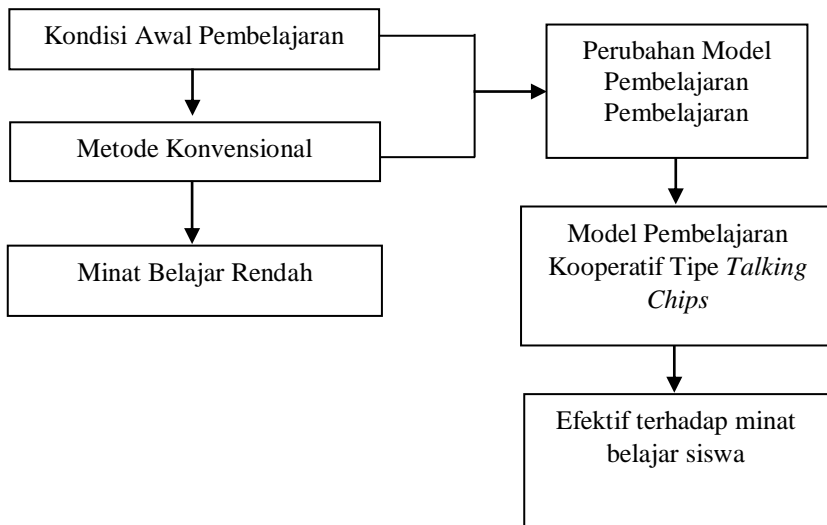 Kondisi Awal Pembelajaran
Metode Konvensional
Minat Belajar Rendah
Perubahan Model
Pembelajaran
Pembelajaran
Model Pembelajaran
Kooperatif Tipe Talking
Chips
Efektif terhadap minat
belajar siswa